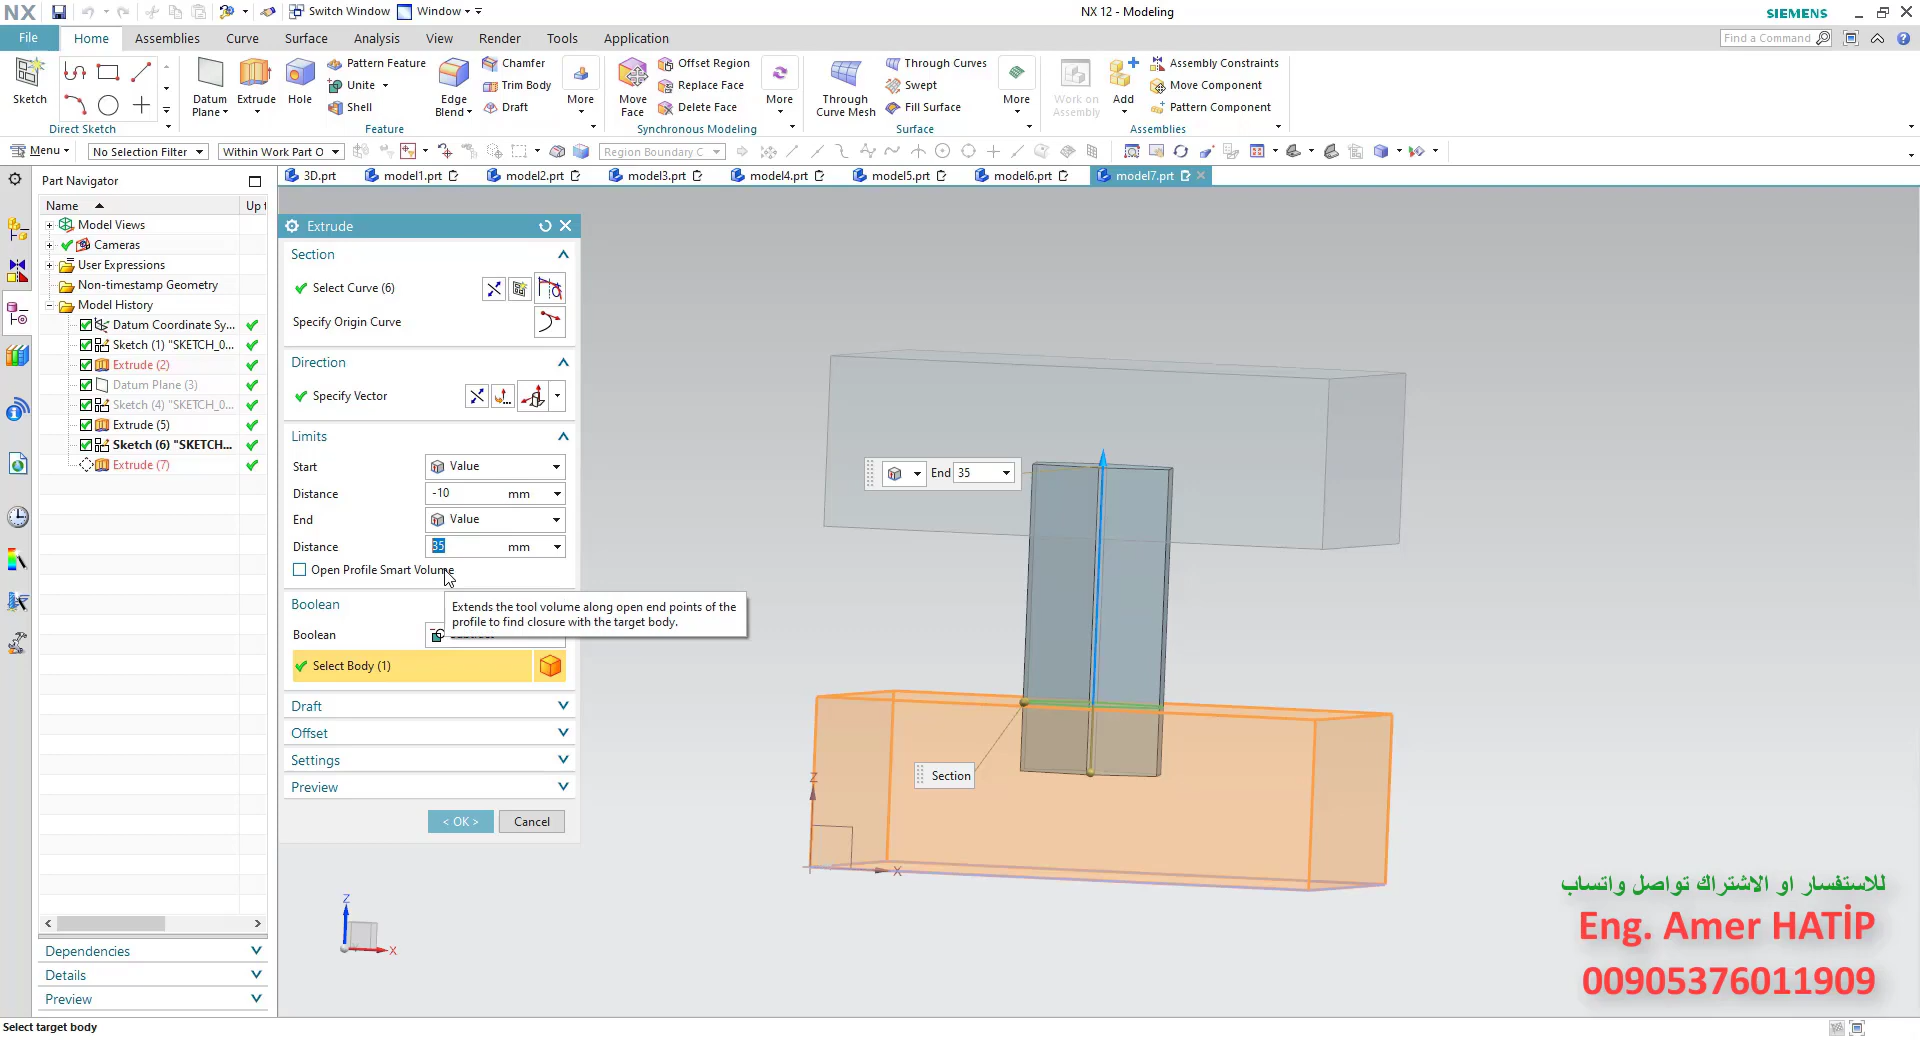 NX
Switch Window
Window
NX 12 - Modeling
SIEMENS
File
Home
Assemblies
Curve
Surface
Analysis
View
Render
Tools
Application
Find a Command
Sketch
Direct Sketch
Datum
Plane
Extrude
Hole
Pattern Feature
Unite
Shell
Edge
Blend
Chamfer
Trim Body
Draft
More
Feature
Move
Face
Offset Region
Replace Face
Delete Face
More
Synchronous Modeling
Through
Curve Mesh
Through Curves
Swept
Fill Surface
More
Surface
Work on
Assembly
Add
Assembly Constraints
Move Component
Pattern Component
Assemblies
Menu
No Selection Filter
Within Work Part O
Region Boundary C
Part Navigator
3D.prt
model1.prt
model2.prt
model3.prt
model4.prt
model5.prt
model6.prt
model7.prt
Name
Up t
Model Views
Cameras
User Expressions
Non-timestamp Geometry
Model History
Datum Coordinate Sy...
Sketch (1) "SKETCH_0...
Extrude (2)
Datum Plane (3)
Sketch (4) "SKETCH_0...
Extrude (5)
Sketch (6) "SKETCH...
Extrude (7)
Dependencies
Details
Preview
Extrude
Section
Select Curve (6)
Specify Origin Curve
Direction
Specify Vector
Limits
Start
Value
Distance
-10 mm
End
Value
Distance
35 mm
Open Profile Smart Volume
Boolean
Boolean
Extends the tool volume along open end points of the
profile to find closure with the target body.
Select Body (1)
Draft
Offset
Settings
Preview
< OK >
Cancel
End 35
Section
Z
X
Z
X
للاستفسار او الاشتراك تواصل واتساب
Eng. Amer HATİP
00905376011909
Select target body